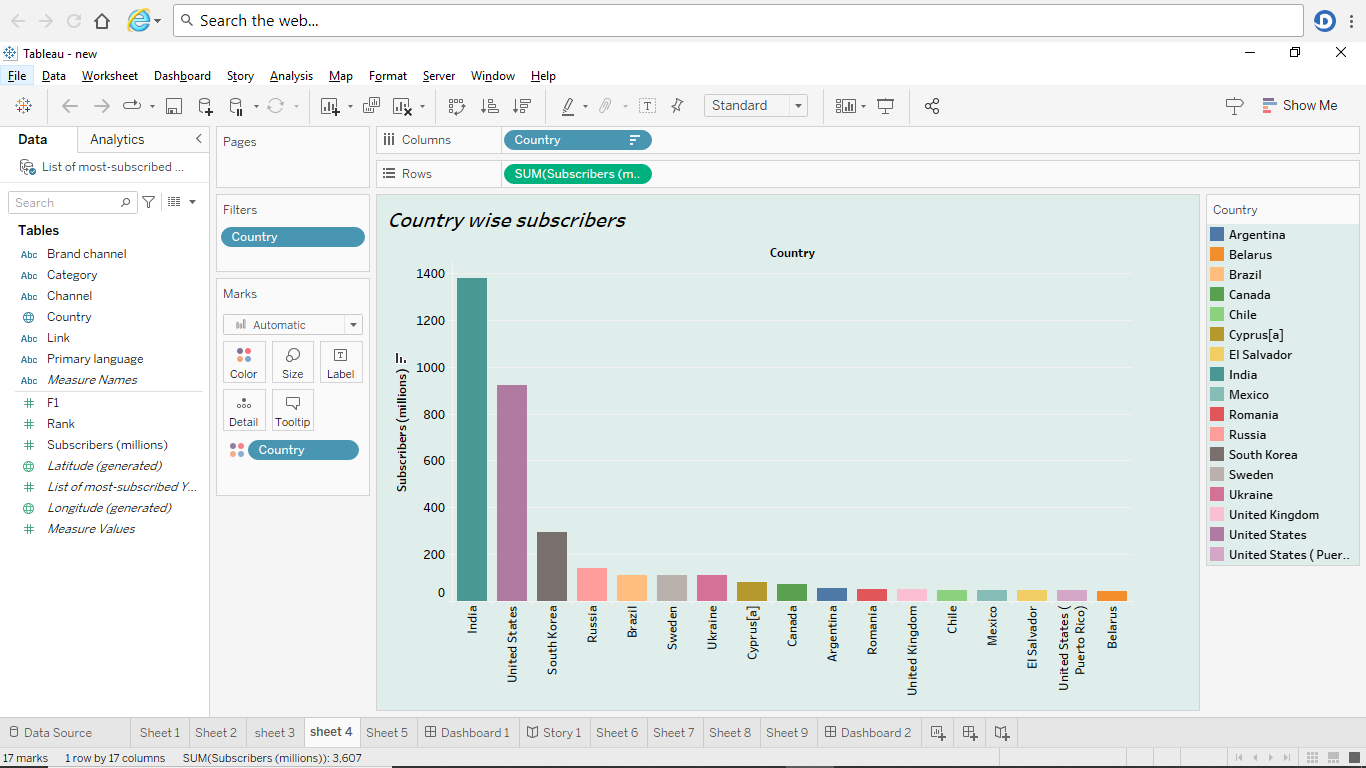 Search the web...
Tableau - new
File Data Worksheet Dashboard Story Analysis Map Format Server Window Help
Standard
Show Me
Data Analytics
List of most-subscribed ...
Search
Tables
Abc Brand channel
Abc Category
Abc Channel
Country
Abc Link
Abc Primary language
Abc Measure Names
F1
Rank
Subscribers (millions)
Latitude (generated)
List of most-subscribed Y...
Longitude (generated)
Measure Values
Pages
Filters
Country
Marks
Automatic
Color Size Label
Detail Tooltip
Country
Columns Country
Rows SUM(Subscribers (m..
Country wise subscribers
Country
Subscribers (millions)
1400
1200
1000
800
600
400
200
0
India
United States
South Korea
Russia
Brazil
Sweden
Ukraine
Cyprus[a]
Canada
Argentina
Romania
United Kingdom
Chile
Mexico
El Salvador
United States (
Puerto Rico)
Belarus
Country
Argentina
Belarus
Brazil
Canada
Chile
Cyprus[a]
El Salvador
India
Mexico
Romania
Russia
South Korea
Sweden
Ukraine
United Kingdom
United States
United States ( Puer..
Data Source Sheet 1 Sheet 2 sheet 3 sheet 4 Sheet 5 Dashboard 1 Story 1 Sheet 6 Sheet 7 Sheet 8 Sheet 9 Dashboard 2
17 marks 1 row by 17 columns SUM(Subscribers (millions)): 3.607